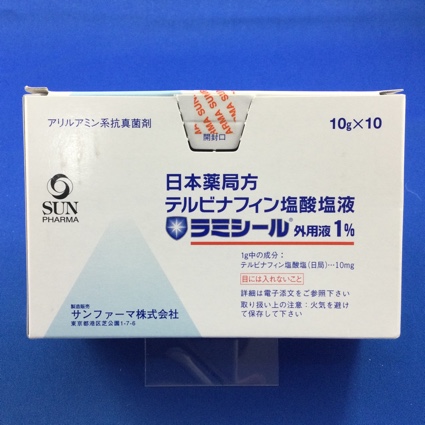 アリルアミン系抗真菌剤
ARMA SUN
ARMA SUN
開封口
10g×10
SUN
PHARMA
日本薬局方
テルビナフィン塩酸塩液
ラミシール® 外用液1%
1g中の成分：
テルビナフィン塩酸塩(日局)…10mg
目には入れないこと
詳細は電子添文をご参照下さい
取り扱い上の注意：火気を避け
て保存して下さい
製造販売
サンファーマ株式会社
東京都港区芝公園1-7-6